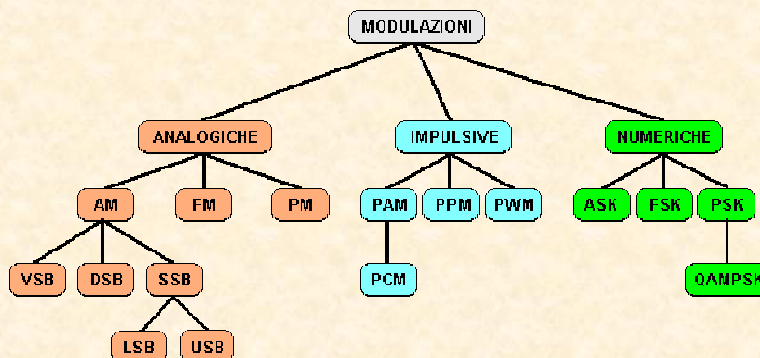 MODULAZIONI
ANALOGICHE IMPULSIVE NUMERICHE
AM FM PM PAM PPM PWM ASK FSK PSK
VSB DSB SSB PCM QAMPSK
LSB USB